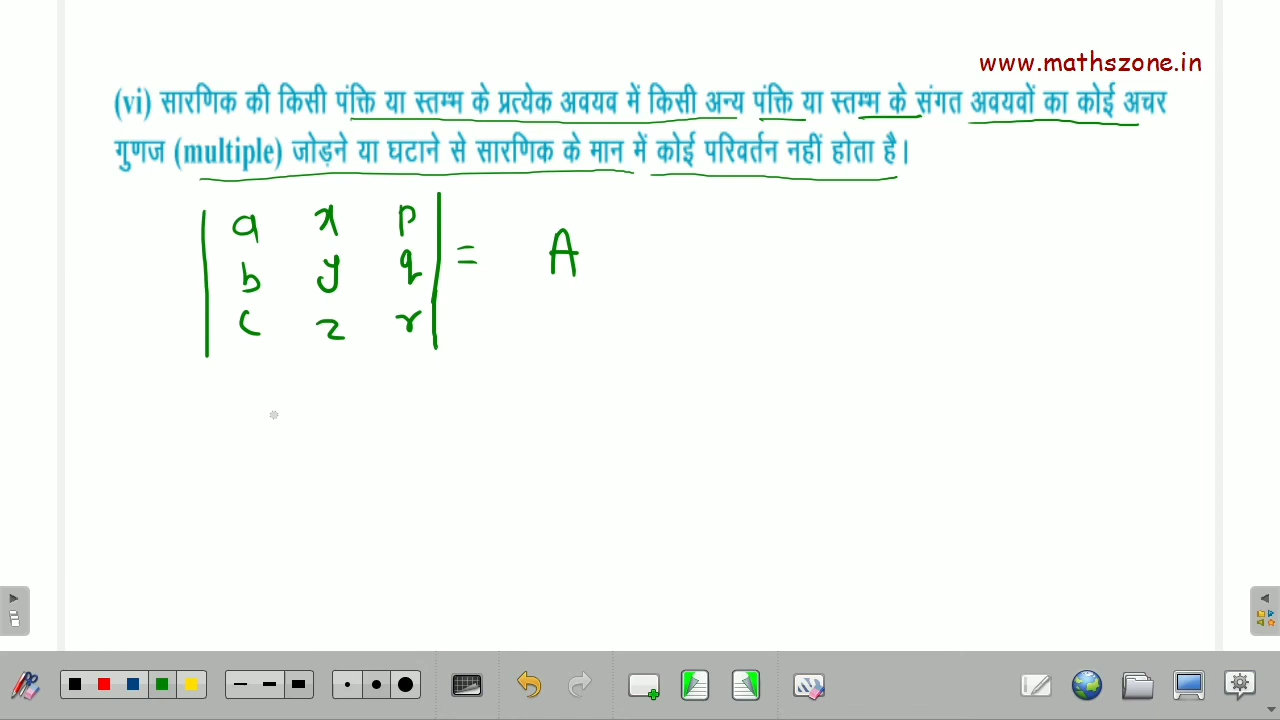 www.mathszone.in
(vi) सारणिक की किसी पंक्ति या स्तम्भ के प्रत्येक अवयव में किसी अन्य पंक्ति या स्तम्भ के संगत अवयवों का कोई अचर
गुणज (multiple) जोड़ने या घटाने से सारणिक के मान में कोई परिवर्तन नहीं होता है।
a x p
b y q = A
c z r